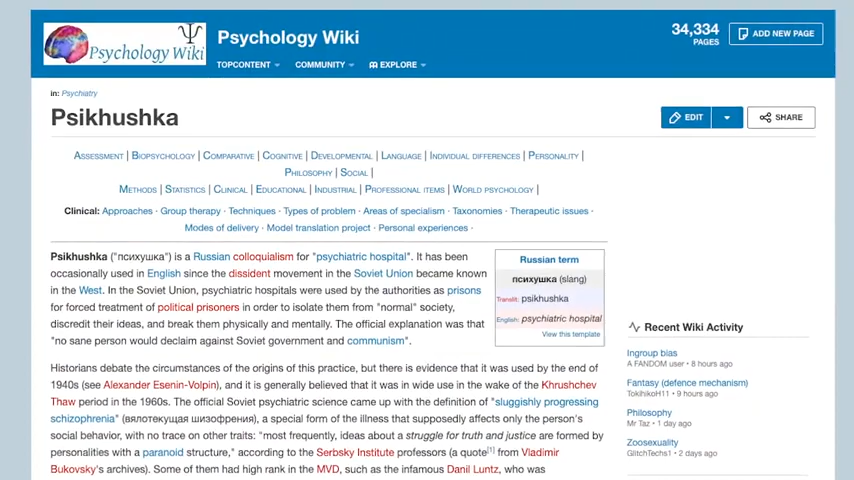 Psychology Wiki
Psychology Wiki
34,334
PAGES
ADD NEW PAGE
TOPCONTENT
COMMUNITY
EXPLORE
in: Psychiatry
Psikhushka
EDIT
SHARE
Assessment | Biopsychology | Comparative | Cognitive | Developmental | Language | Individual differences | Personality |
Philosophy | Social |
Methods | Statistics | Clinical | Educational | Industrial | Professional items | World psychology |
Clinical: Approaches · Group therapy · Techniques · Types of problem · Areas of specialism · Taxonomies · Therapeutic issues ·
Modes of delivery · Model translation project · Personal experiences ·
Psikhushka ("психушка") is a Russian colloquialism for "psychiatric hospital". It has been
occasionally used in English since the dissident movement in the Soviet Union became known
in the West. In the Soviet Union, psychiatric hospitals were used by the authorities as prisons
for forced treatment of political prisoners in order to isolate them from "normal" society,
discredit their ideas, and break them physically and mentally. The official explanation was that
"no sane person would declaim against Soviet government and communism".
Russian term
психушка (slang)
Translit: psikhushka
English: psychiatric hospital
View this template
Historians debate the circumstances of the origins of this practice, but there is evidence that it was used by the end of
1940s (see Alexander Esenin-Volpin), and it is generally believed that it was in wide use in the wake of the Khrushchev
Thaw period in the 1960s. The official Soviet psychiatric science came up with the definition of "sluggishly progressing
schizophrenia" (вялотекущая шизофрения), a special form of the illness that supposedly affects only the person's
social behavior, with no trace on other traits: "most frequently, ideas about a struggle for truth and justice are formed by
personalities with a paranoid structure," according to the Serbsky Institute professors (a quote[1] from Vladimir
Bukovsky's archives). Some of them had high rank in the MVD, such as the infamous Danil Luntz, who was
Recent Wiki Activity
Ingroup bias
A FANDOM user • 8 hours ago
Fantasy (defence mechanism)
TokihikoH11 • 9 hours ago
Philosophy
Mr Taz • 1 day ago
Zoosexuality
GlitchTechs1 • 2 days ago